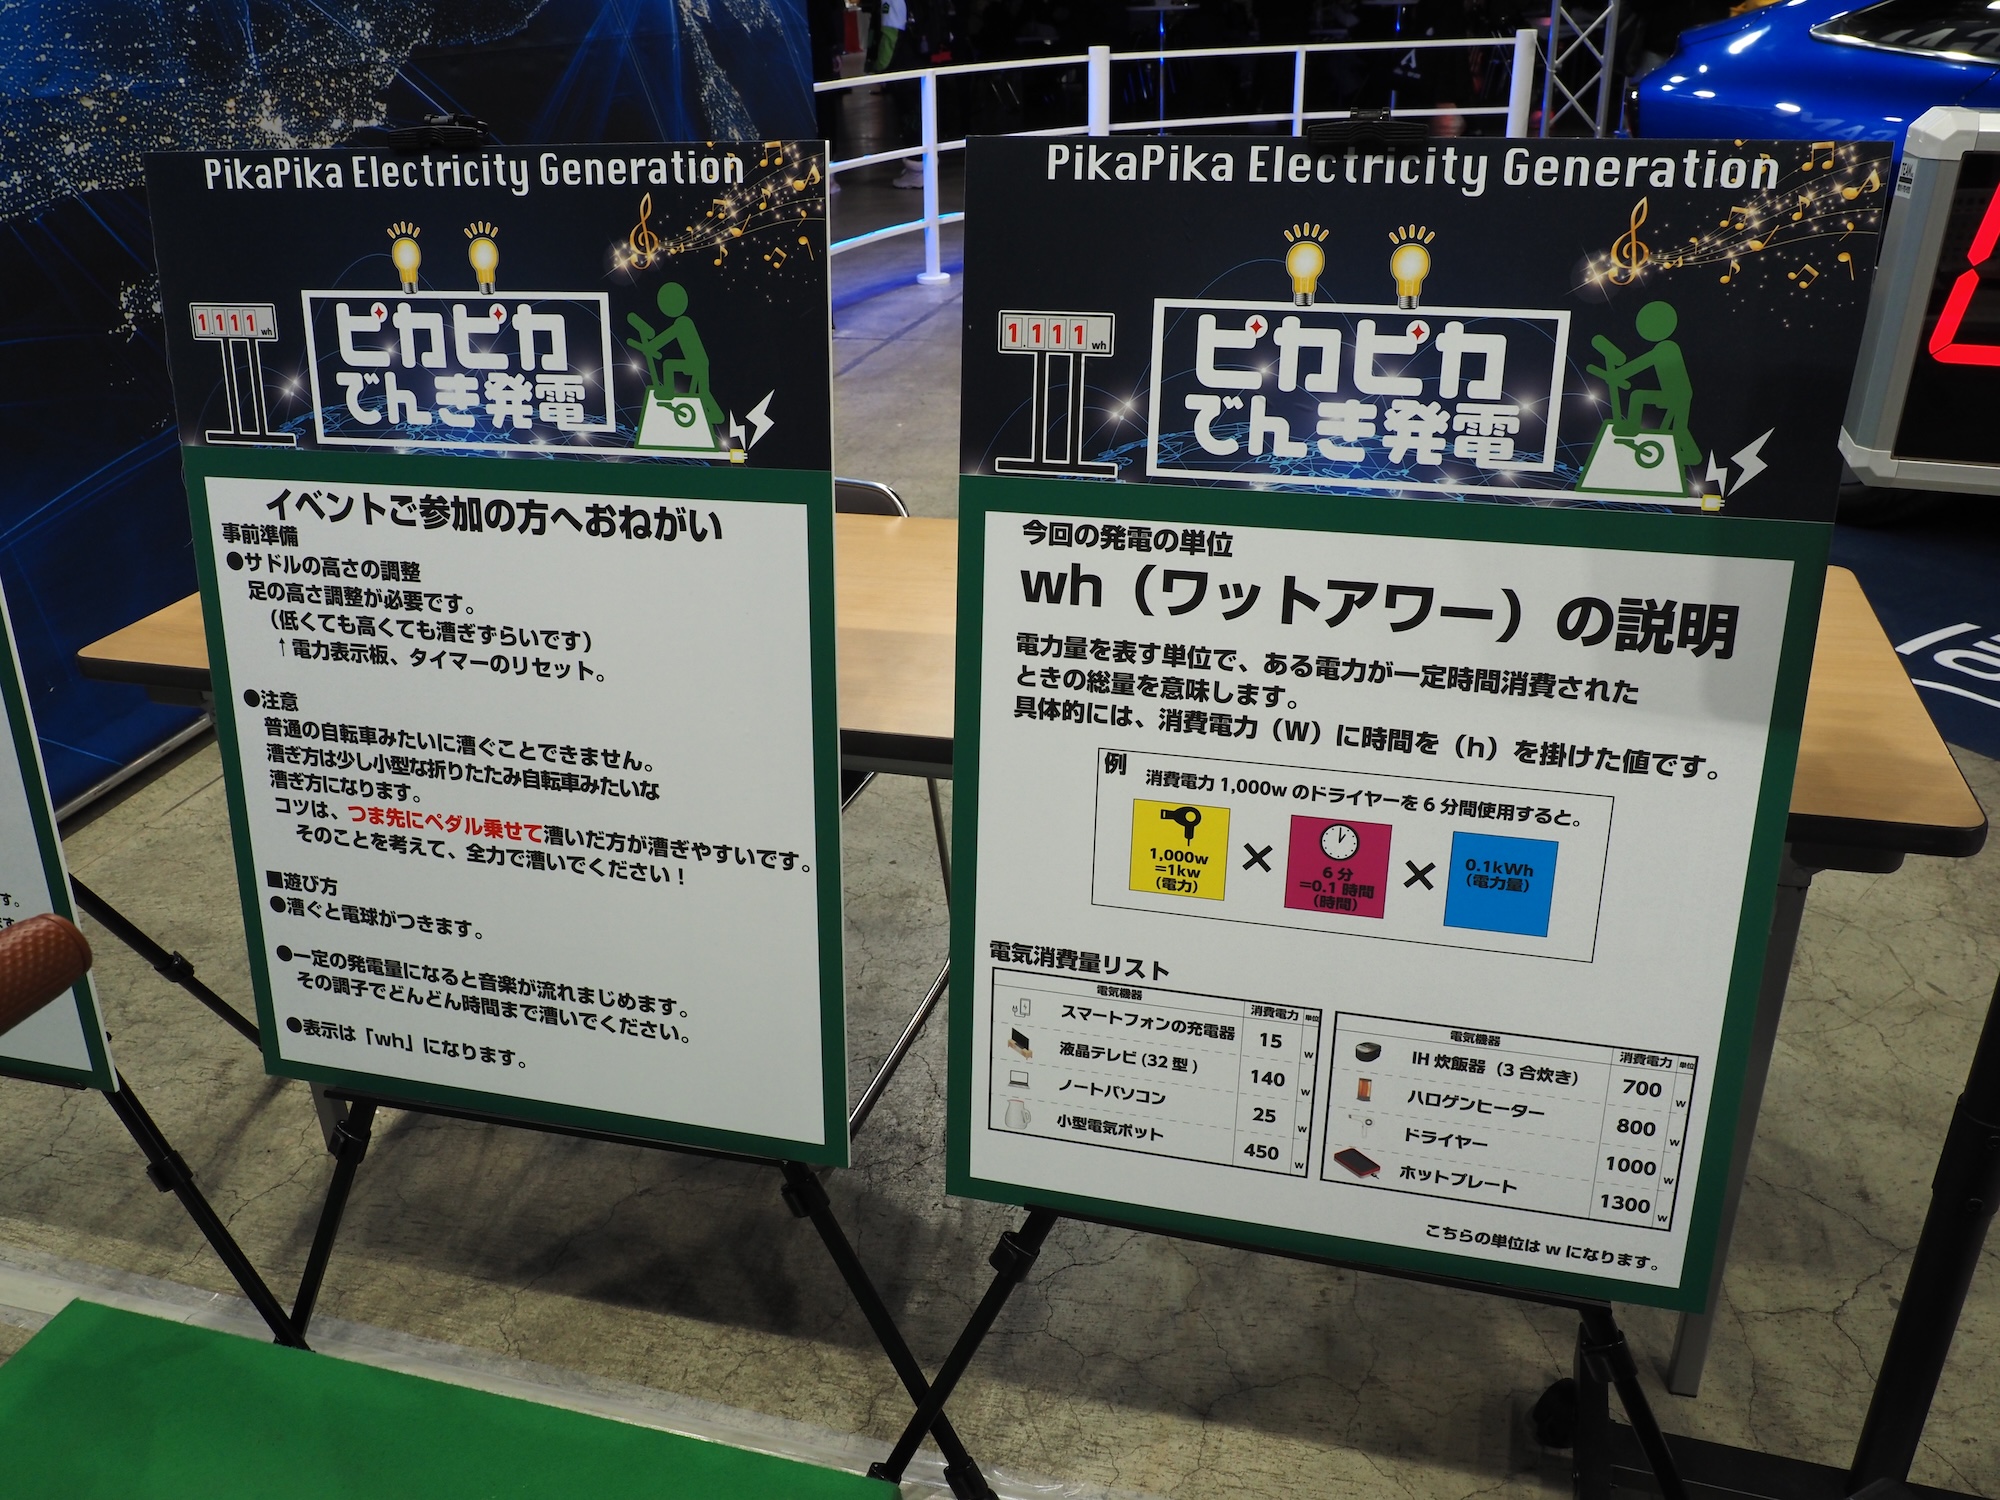 PikaPika Electricity Generation
1.111 wh
ピカピカ
でんき発電
イベントご参加の方へおねがい
事前準備
●サドルの高さの調整
足の高さ調整が必要です。
（低くても高くても漕ぎずらいです）
↑電力表示板、タイマーのリセット。
●注意
普通の自転車みたいに漕ぐことできません。
漕ぎ方は少し小型な折りたたみ自転車みたいな
漕ぎ方になります。
コツは、つま先にペダル乗せて漕いだ方が漕ぎやすいです。
そのことを考えて、全力で漕いでください！
■遊び方
●漕ぐと電球がつきます。
●一定の発電量になると音楽が流れまじめます。
その調子でどんどん時間まで漕いでください。
●表示は「wh」になります。
PikaPika Electricity Generation
1.111 wh
ピカピカ
でんき発電
今回の発電の単位
wh（ワットアワー）の説明
電力量を表す単位で、ある電力が一定時間消費された
ときの総量を意味します。
具体的には、消費電力（W）に時間を（h）を掛けた値です。
例
消費電力1,000wのドライヤーを6分間使用すると。
1,000w
=1kw
（電力）
×
6分
=0.1時間
（時間）
×
0.1kWh
（電力量）
電気消費量リスト
電気機器 消費電力 単位
スマートフォンの充電器 15 w
液晶テレビ(32型) 140 w
ノートパソコン 25 w
小型電気ポット 450 w
電気機器 消費電力 単位
IH炊飯器（3合炊き） 700 w
ハロゲンヒーター 800 w
ドライヤー 1000 w
ホットプレート 1300 w
こちらの単位はwになります。